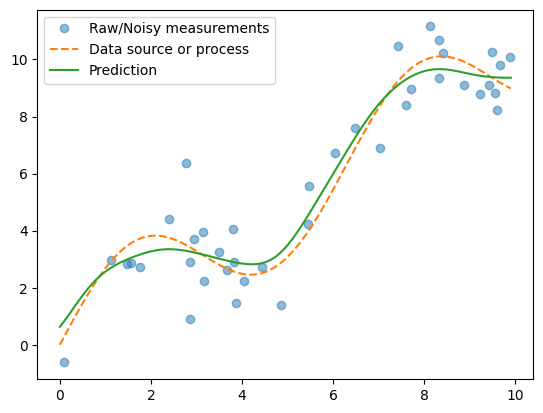 Raw/Noisy measurements
Data source or process
Prediction
10
8
6
4
2
0
0 2 4 6 8 10